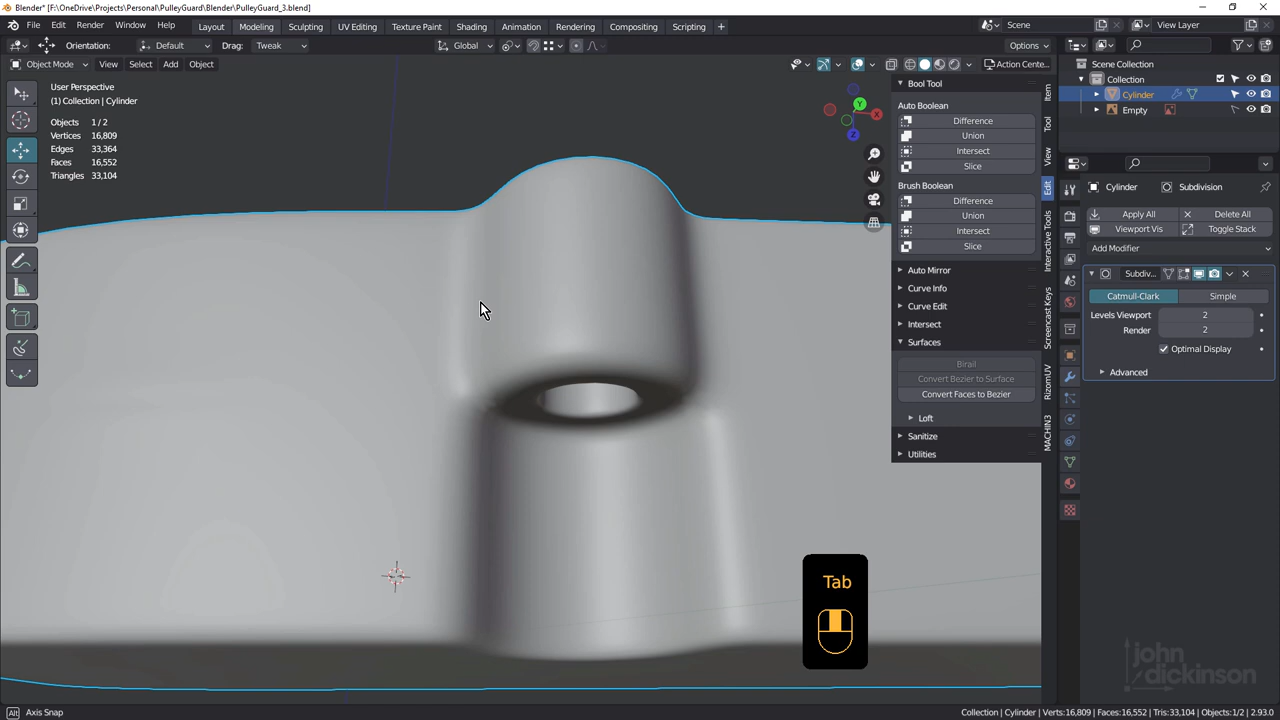 Blender* [F:\OneDrive\Projects\Personal\PulleyGuard\Blender\PulleyGuard_3.blend]
File Edit Render Window Help Layout Modeling Sculpting UV Editing Texture Paint Shading Animation Rendering Compositing Scripting + Scene View Layer
Orientation: Default Drag: Tweak Global Options
Object Mode View Select Add Object Action Cente...
User Perspective
(1) Collection | Cylinder
Objects 1 / 2
Vertices 16,809
Edges 33,364
Faces 16,552
Triangles 33,104
Y
X
Z
Bool Tool
Auto Boolean
Difference
Union
Intersect
Slice
Brush Boolean
Difference
Union
Intersect
Slice
Auto Mirror
Curve Info
Curve Edit
Intersect
Surfaces
Birail
Convert Bezier to Surface
Convert Faces to Bezier
Loft
Sanitize
Utilities
Item
Tool
View
Edit
Interactive Tools
Screencast Keys
RizomUV
MACHIN3
Scene Collection
Collection
Cylinder
Empty
Cylinder Subdivision
Apply All Delete All
Viewport Vis Toggle Stack
Add Modifier
Subdiv...
Catmull-Clark Simple
Levels Viewport 2
Render 2
Optimal Display
Advanced
Tab
john
dickinson
Alt Axis Snap
Collection | Cylinder | Verts:16,809 | Faces:16,552 | Tris:33,104 | Objects:1/2 | 2.93.0